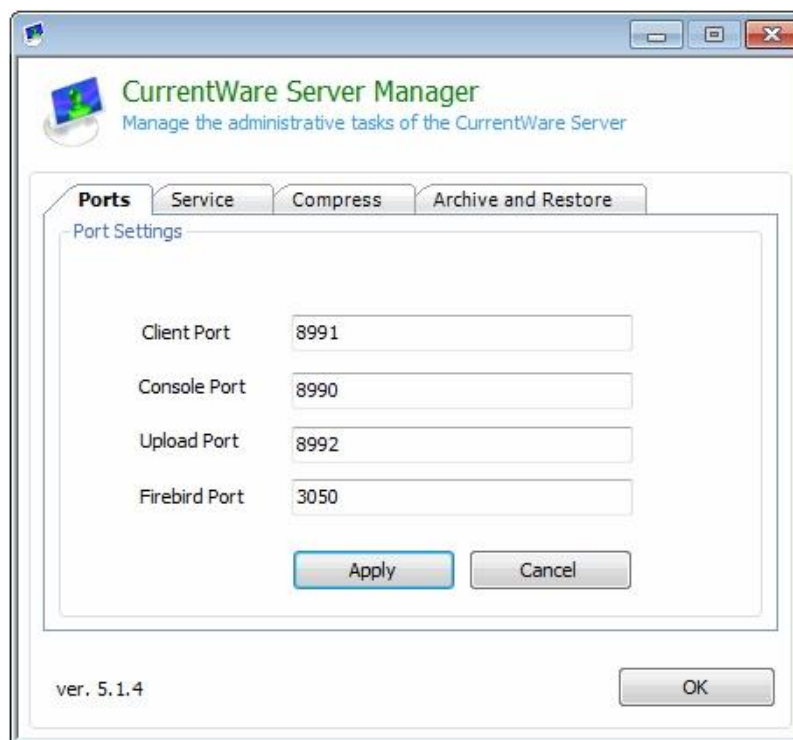 CurrentWare Server Manager
Manage the administrative tasks of the CurrentWare Server
Ports Service Compress Archive and Restore
Port Settings
Client Port 8991
Console Port 8990
Upload Port 8992
Firebird Port 3050
Apply Cancel
ver. 5.1.4 OK